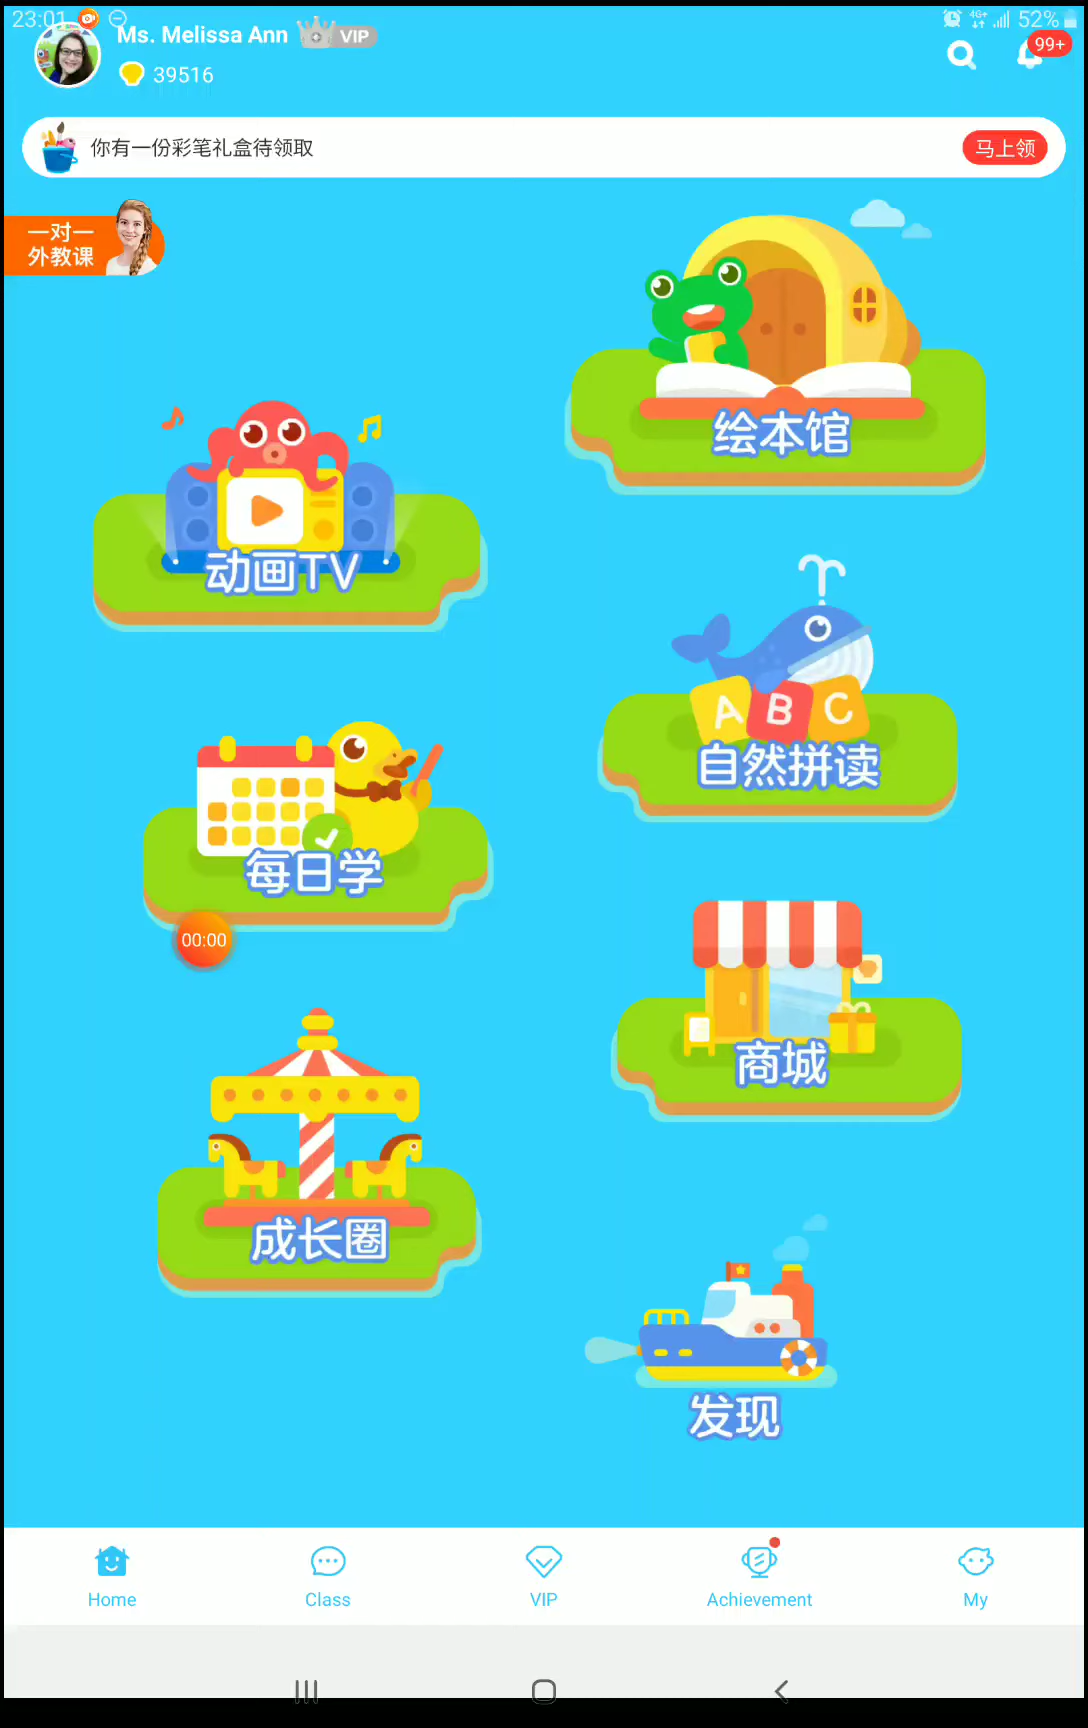 23:01
4G+
52%
Ms. Melissa Ann
VIP
39516
99+
你有一份彩笔礼盒待领取
马上领
一对一
外教课
绘本馆
动画TV
A B C
自然拼读
每日学
00:00
商城
成长圈
发现
Home
Class
VIP
Achievement
My